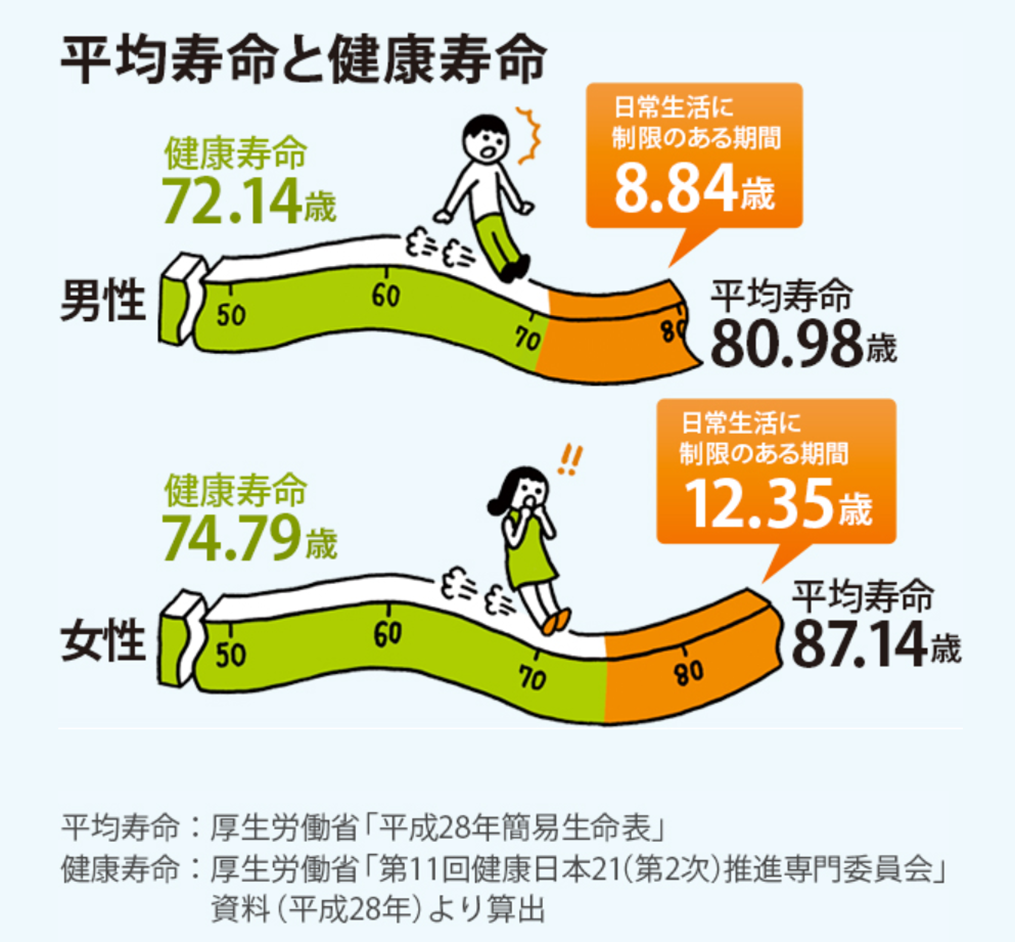 平均寿命と健康寿命
日常生活に
制限のある期間
8.84歳
健康寿命
72.14歳
男性
50
60
70
80
平均寿命
80.98歳
日常生活に
制限のある期間
12.35歳
!!
健康寿命
74.79歳
女性
50
60
70
80
平均寿命
87.14歳
平均寿命：厚生労働省「平成28年簡易生命表」
健康寿命：厚生労働省「第11回健康日本21(第2次)推進専門委員会」
資料（平成28年）より算出